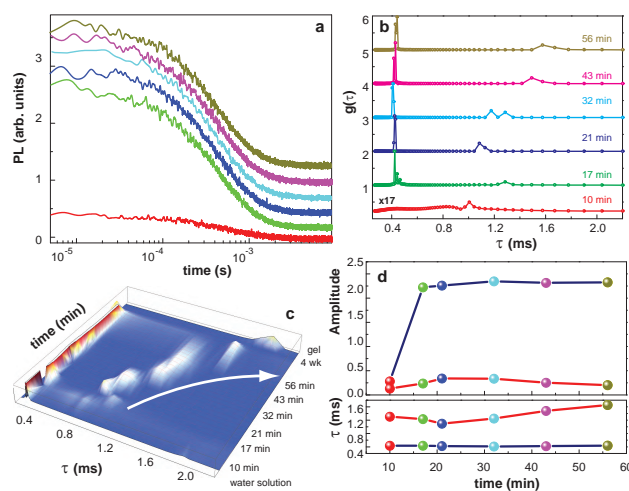 a
PL (arb. units)
3
2
1
0
10⁻⁵
10⁻⁴
10⁻³
time (s)
b
g(τ)
6
5
4
3
2
1
56 min
43 min
32 min
21 min
17 min
10 min
x17
0.4
0.8
1.2
1.6
2.0
τ (ms)
c
time (min)
gel
4 wk
56 min
43 min
32 min
21 min
17 min
10 min
water solution
0.4
0.8
1.2
1.6
2.0
τ (ms)
d
Amplitude
2.5
2.0
1.5
1.0
0.5
0.0
τ (ms)
1.6
1.2
0.8
0.4
10
20
30
40
50
60
time (min)